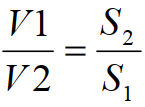 V1/V2 = S₂/S₁